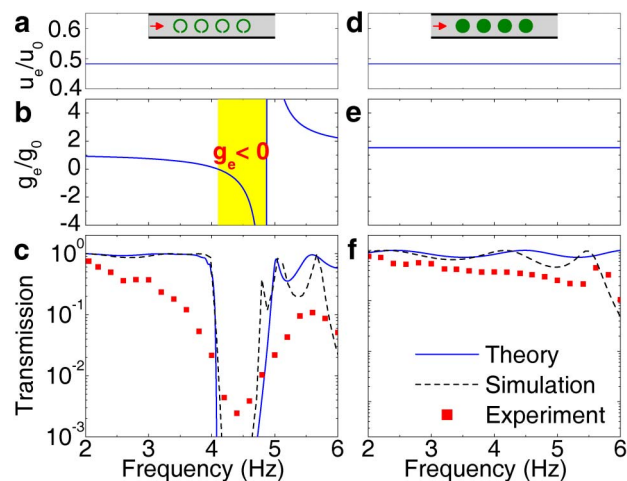 a
u_e/u_0
0.6
0.5
0.4
b
g_e/g_0
4
2
0
-2
-4
g_e < 0
c
Transmission
10^0
10^-1
10^-2
10^-3
2 3 4 5 6
Frequency (Hz)
d
e
f
Theory
Simulation
Experiment
2 3 4 5 6
Frequency (Hz)